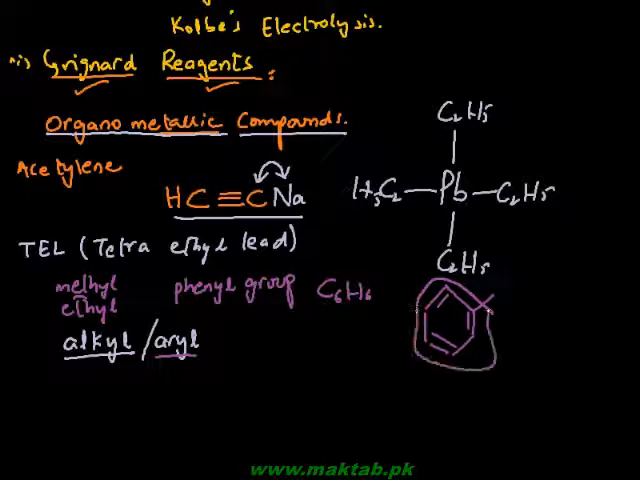 Kolbe's Electrolysis.
Grignard Reagents :
Organo metallic Compounds.
Acetylene
HC ≡ C Na
TEL (Tetra ethyl lead)
C2H5
H5C2 — Pb — C2H5
C2H5
methyl
ethyl
phenyl group C6H6
alkyl / aryl
www.maktab.pk